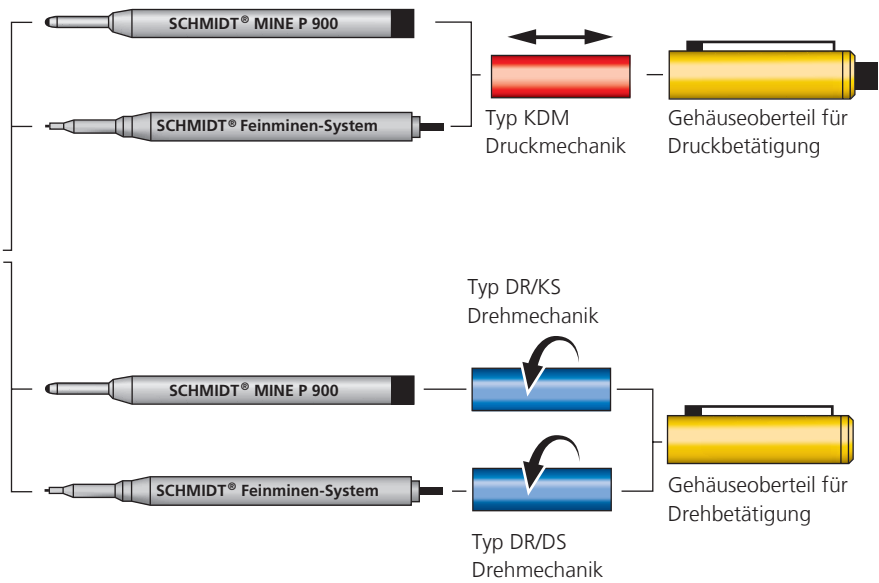 SCHMIDT® MINE P 900
SCHMIDT® Feinminen-System
Typ KDM
Druckmechanik
Gehäuseoberteil für
Druckbetätigung
Typ DR/KS
Drehmechanik
SCHMIDT® MINE P 900
SCHMIDT® Feinminen-System
Typ DR/DS
Drehmechanik
Gehäuseoberteil für
Drehbetätigung